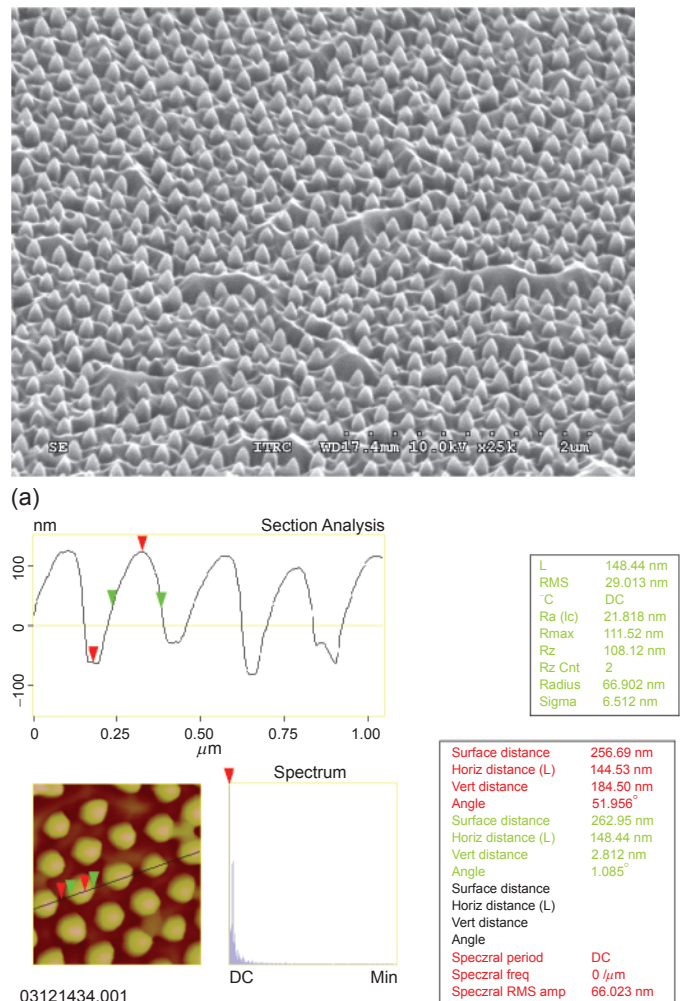 SE ITRC WD17.4mm 10.0kV x25k 2um
(a)
nm
Section Analysis
100
0
−100
0 0.25 0.50 0.75 1.00
μm
L 148.44 nm
RMS 29.013 nm
¯C DC
Ra (lc) 21.818 nm
Rmax 111.52 nm
Rz 108.12 nm
Rz Cnt 2
Radius 66.902 nm
Sigma 6.512 nm
Spectrum
DC Min
Surface distance 256.69 nm
Horiz distance (L) 144.53 nm
Vert distance 184.50 nm
Angle 51.956°
Surface distance 262.95 nm
Horiz distance (L) 148.44 nm
Vert distance 2.812 nm
Angle 1.085°
Surface distance
Horiz distance (L)
Vert distance
Angle
Speczral period DC
Speczral freq 0 /μm
Speczral RMS amp 66.023 nm
03121434.001